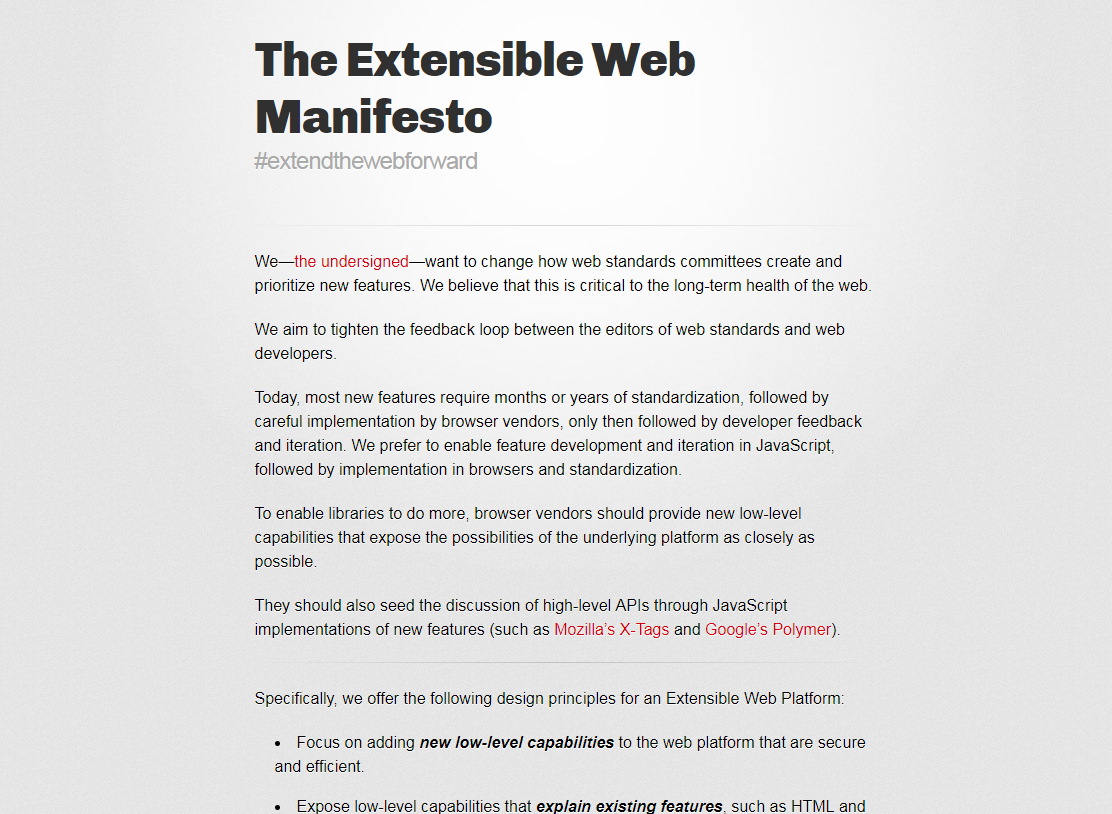 The Extensible Web
Manifesto
#extendthewebforward
We—the undersigned—want to change how web standards committees create and
prioritize new features. We believe that this is critical to the long-term health of the web.
We aim to tighten the feedback loop between the editors of web standards and web
developers.
Today, most new features require months or years of standardization, followed by
careful implementation by browser vendors, only then followed by developer feedback
and iteration. We prefer to enable feature development and iteration in JavaScript,
followed by implementation in browsers and standardization.
To enable libraries to do more, browser vendors should provide new low-level
capabilities that expose the possibilities of the underlying platform as closely as
possible.
They should also seed the discussion of high-level APIs through JavaScript
implementations of new features (such as Mozilla’s X-Tags and Google’s Polymer).
Specifically, we offer the following design principles for an Extensible Web Platform:
• Focus on adding new low-level capabilities to the web platform that are secure
and efficient.
• Expose low-level capabilities that explain existing features, such as HTML and